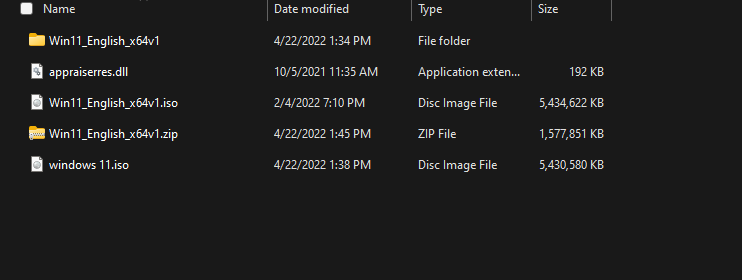 Name Date modified Type Size
Win11_English_x64v1 4/22/2022 1:34 PM File folder
appraiserres.dll 10/5/2021 11:35 AM Application exten... 192 KB
Win11_English_x64v1.iso 2/4/2022 7:10 PM Disc Image File 5,434,622 KB
Win11_English_x64v1.zip 4/22/2022 1:45 PM ZIP File 1,577,851 KB
windows 11.iso 4/22/2022 1:38 PM Disc Image File 5,430,580 KB